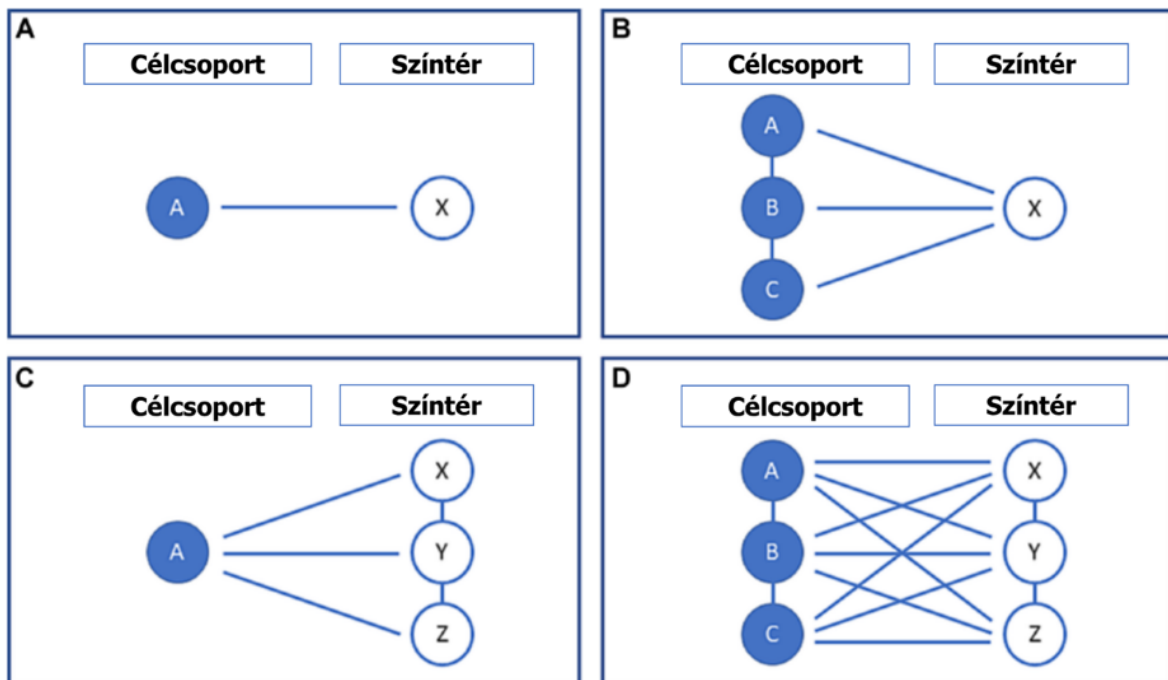 A
Célcsoport Színtér
A X
B
Célcsoport Színtér
A
B X
C
C
Célcsoport Színtér
X
A Y
Z
D
Célcsoport Színtér
A X
B Y
C Z